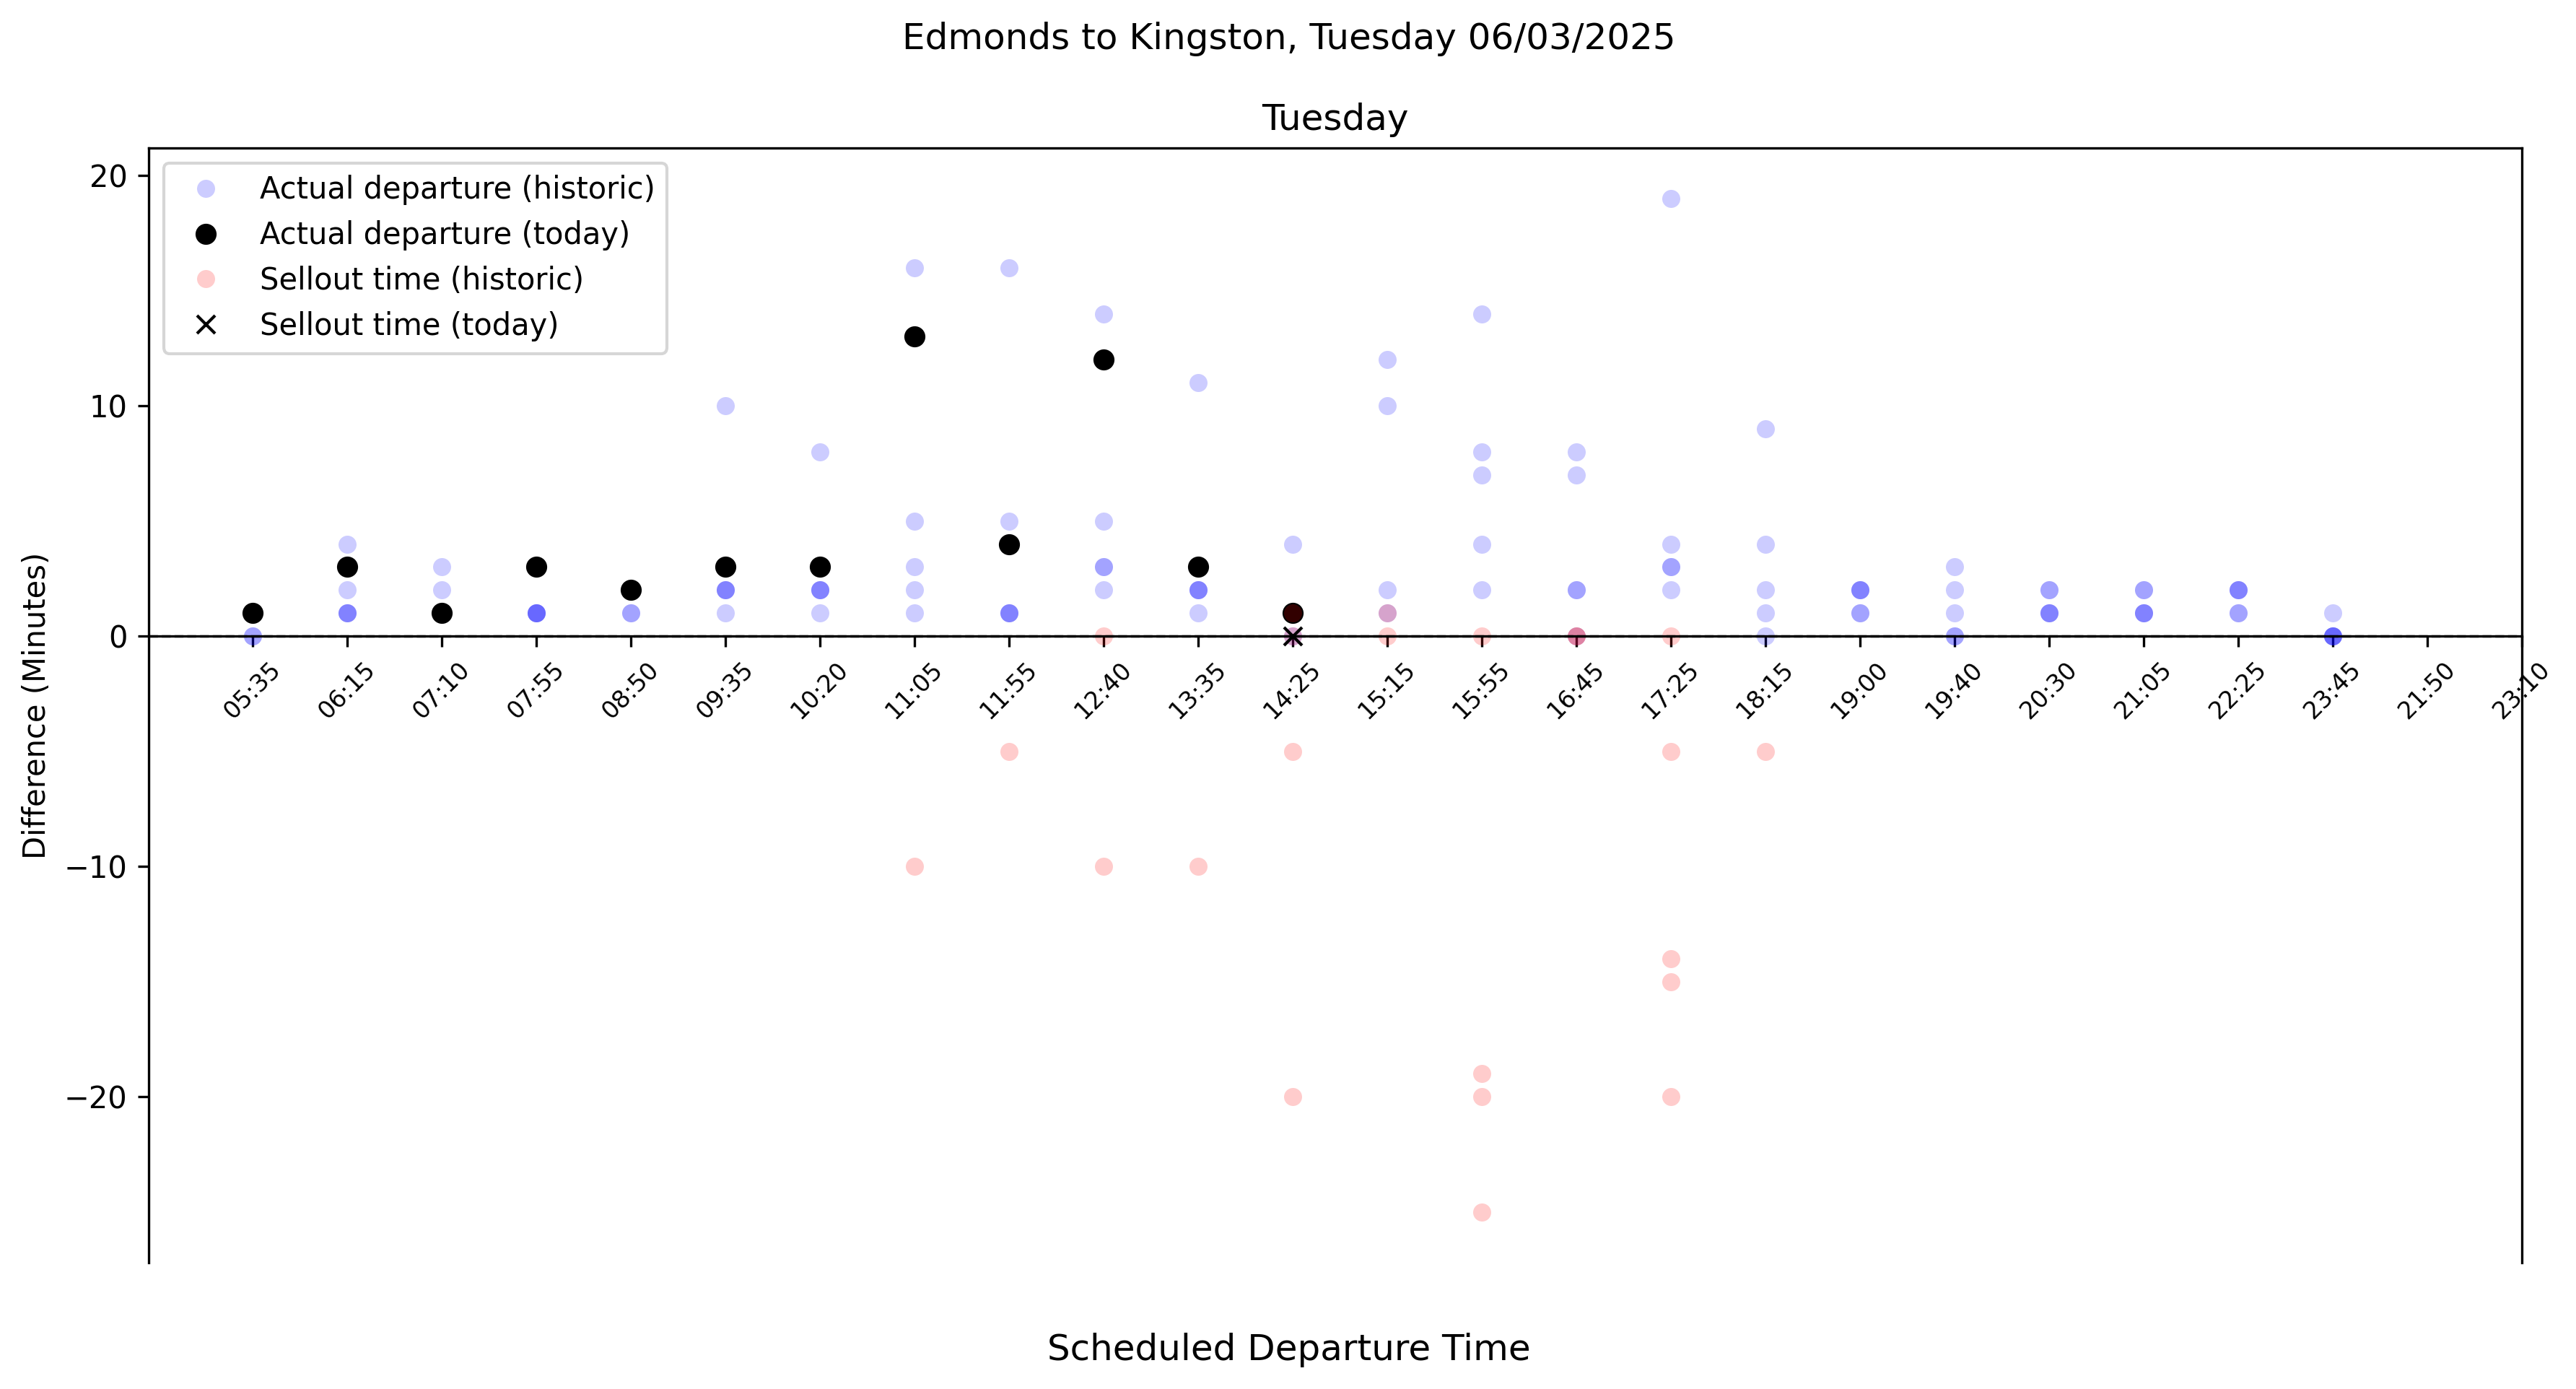 Edmonds to Kingston, Tuesday 06/03/2025
Tuesday
Actual departure (historic)
Actual departure (today)
Sellout time (historic)
Sellout time (today)
20
10
0
−10
−20
Difference (Minutes)
05:35 06:15 07:10 07:55 08:50 09:35 10:20 11:05 11:55 12:40 13:35 14:25 15:15 15:55 16:45 17:25 18:15 19:00 19:40 20:30 21:05 22:25 23:45 21:50 23:10
Scheduled Departure Time